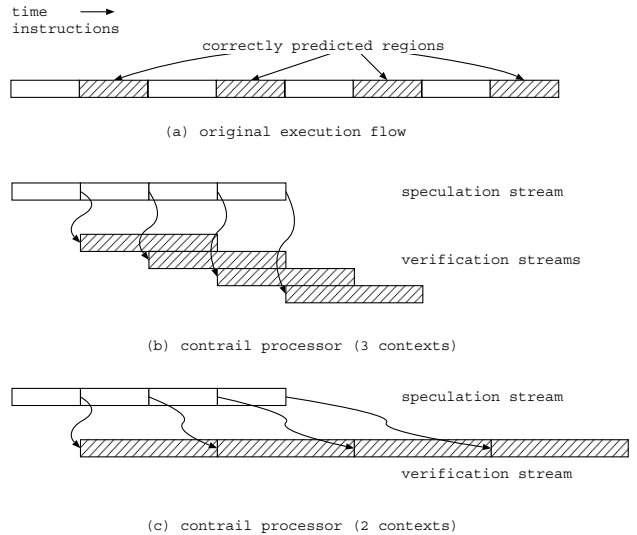 time
instructions
correctly predicted regions
(a) original execution flow
speculation stream
verification streams
(b) contrail processor (3 contexts)
speculation stream
verification stream
(c) contrail processor (2 contexts)